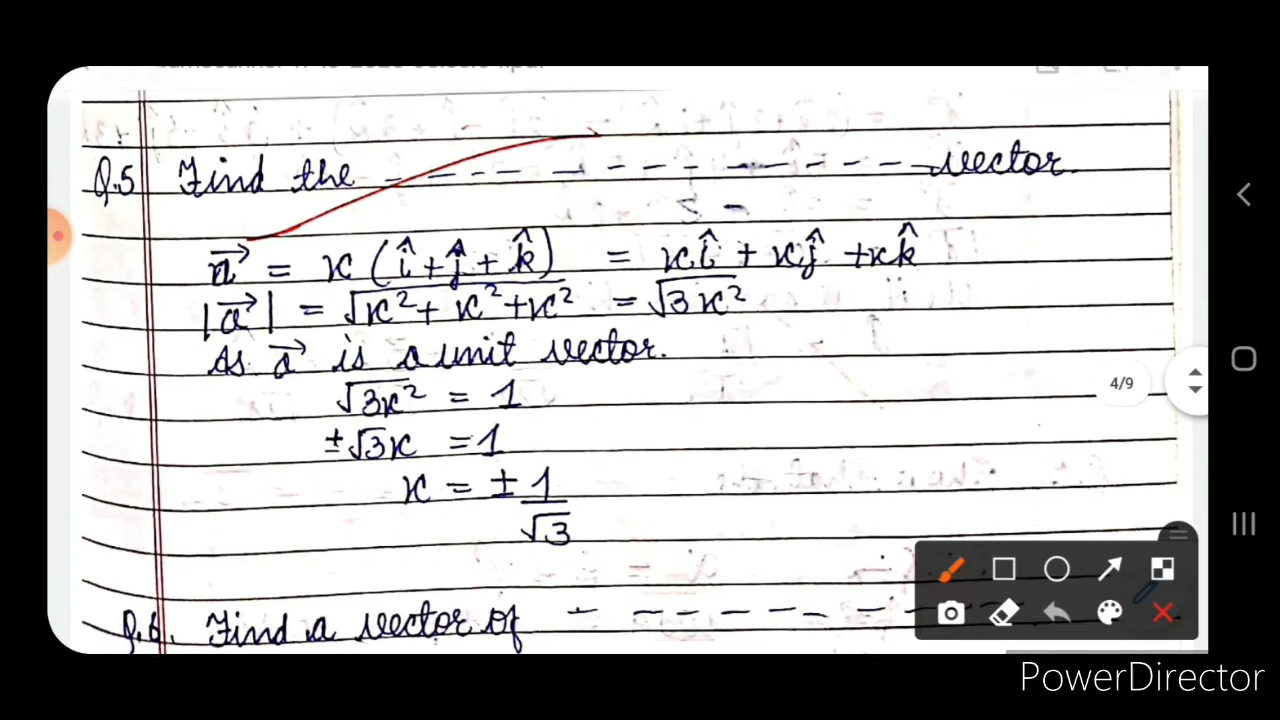 Q.5 Find the - - - - - - - - - - - - - vector.
→a = x (î + ĵ + k̂) = xî + xĵ + xk̂
|→a| = √x² + x² + x² = √3x²
As →a is a unit vector.
√3x² = 1
4/9
±√3x = 1
x = ± 1/√3
Q.6. Find a vector of - - - - - - -
PowerDirector